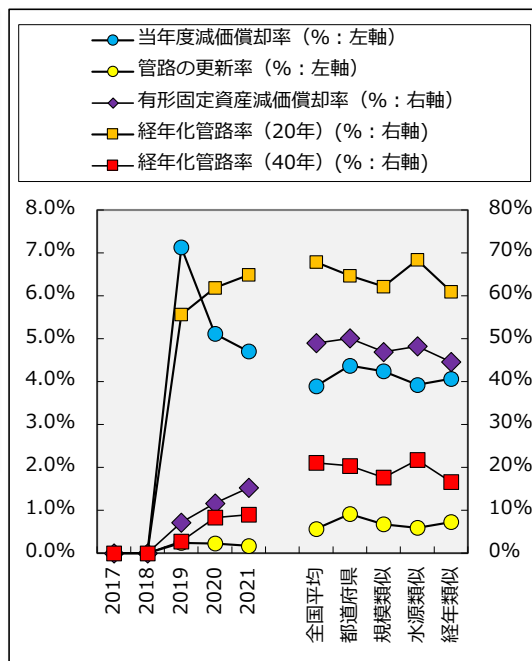 当年度減価償却率（%：左軸）
管路の更新率（%：左軸）
有形固定資産減価償却率（%：右軸）
経年化管路率（20年）(%：右軸)
経年化管路率（40年）(%：右軸)
8.0%
7.0%
6.0%
5.0%
4.0%
3.0%
2.0%
1.0%
0.0%
80%
70%
60%
50%
40%
30%
20%
10%
0%
2017
2018
2019
2020
2021
全国平均
都道府県
規模類似
水源類似
経年類似